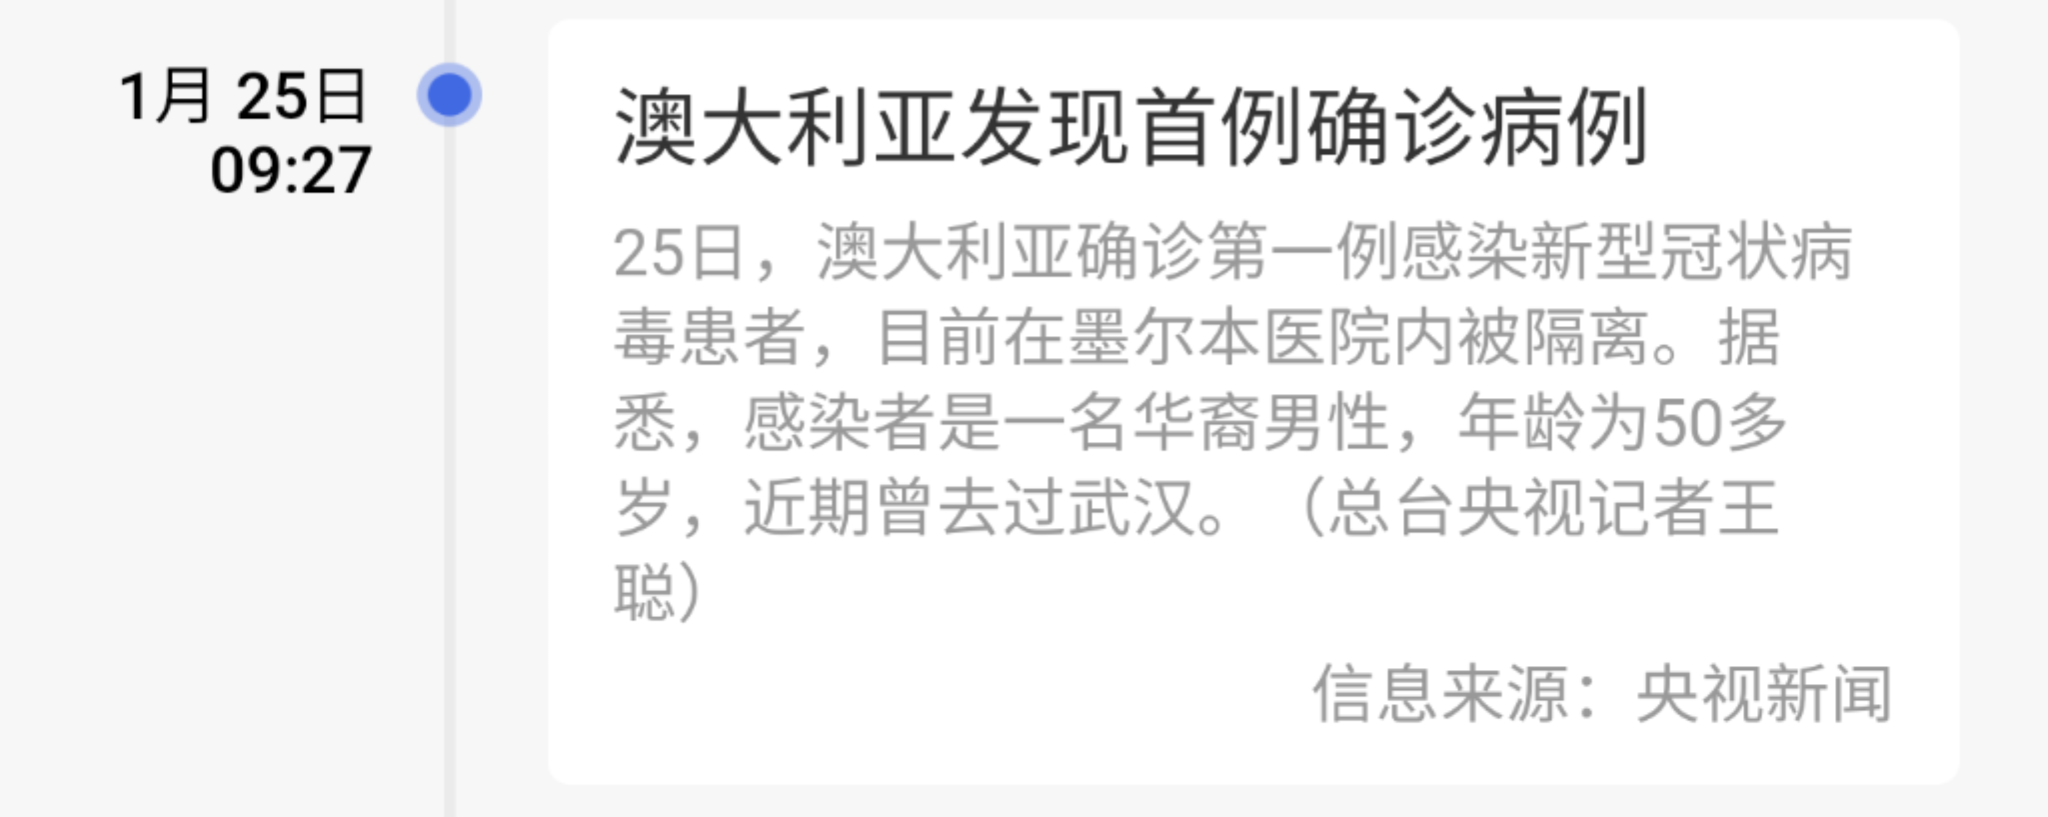 1月 25日
09:27
澳大利亚发现首例确诊病例
25日，澳大利亚确诊第一例感染新型冠状病
毒患者，目前在墨尔本医院内被隔离。据
悉，感染者是一名华裔男性，年龄为50多
岁，近期曾去过武汉。（总台央视记者王
聪）
信息来源：央视新闻